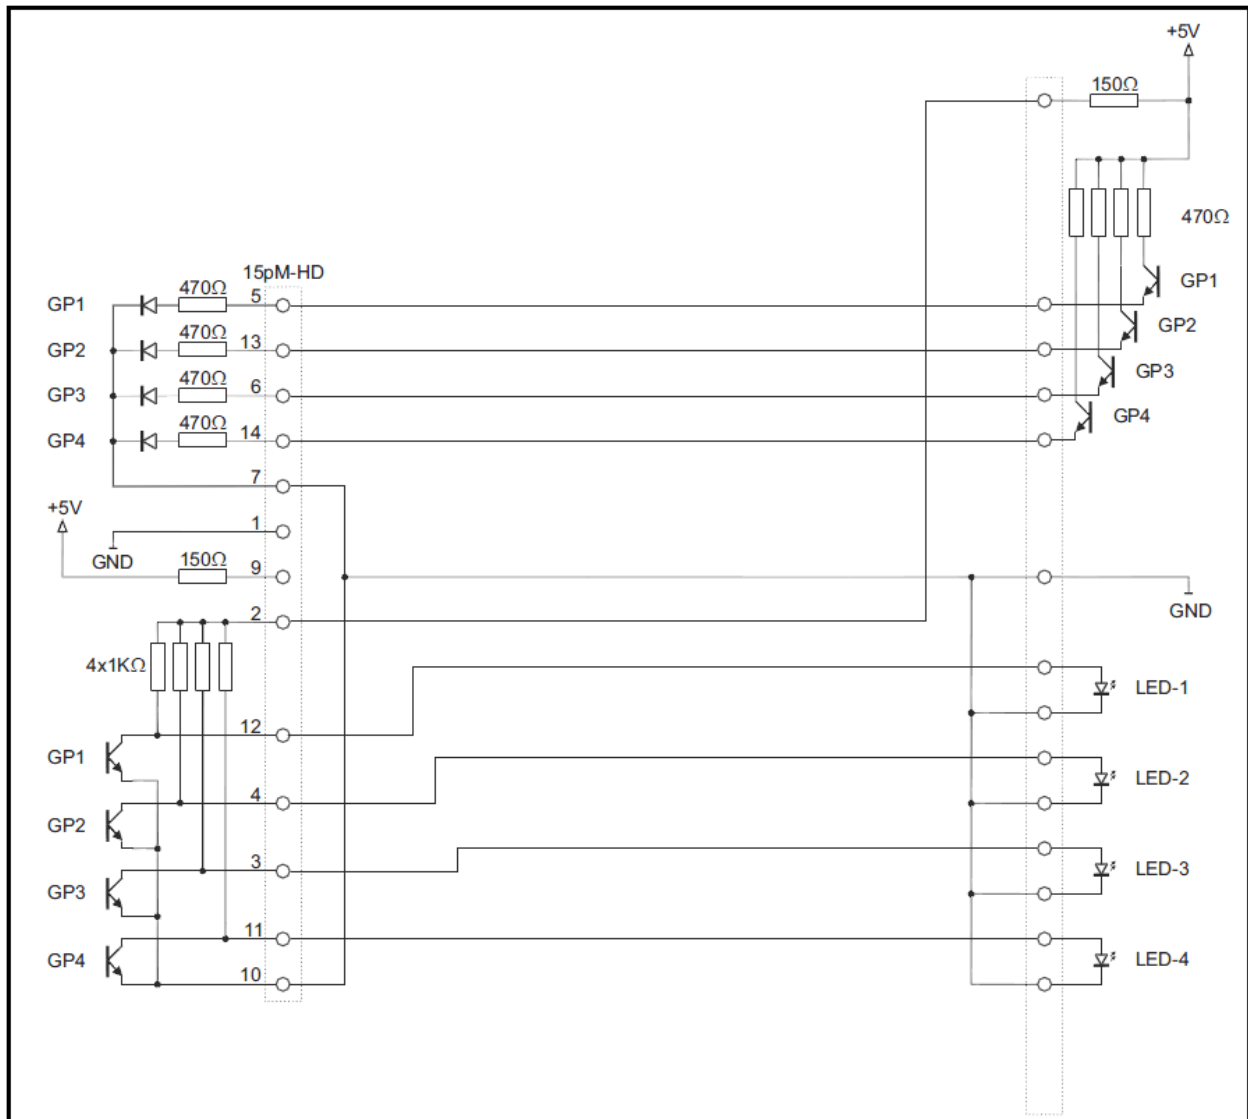 +5V
150Ω
470Ω
15pM-HD
GP1
470Ω
5
GP1
GP2
470Ω
13
GP2
GP3
470Ω
6
GP3
GP4
470Ω
14
GP4
7
+5V
1
GND
150Ω
9
GND
2
4x1KΩ
LED-1
12
GP1
LED-2
4
GP2
3
LED-3
GP3
11
GP4
LED-4
10